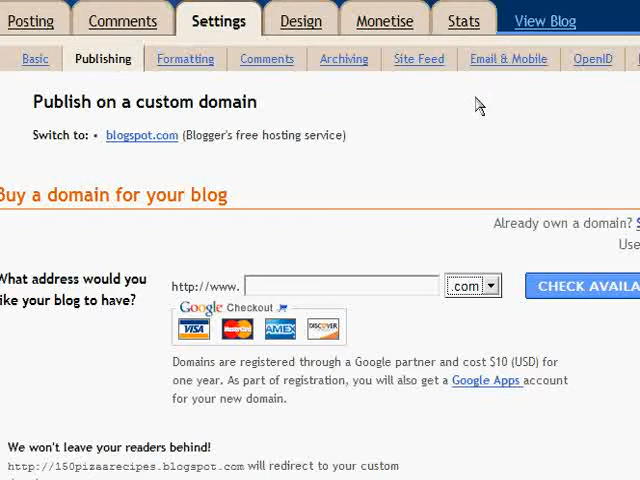 Posting Comments Settings Design Monetise Stats View Blog
Basic Publishing Formatting Comments Archiving Site Feed Email & Mobile OpenID
Publish on a custom domain
Switch to: • blogspot.com (Blogger's free hosting service)
Buy a domain for your blog
Already own a domain?
Use
What address would you
like your blog to have?
http://www. .com CHECK AVAILA
Google Checkout
VISA MasterCard AMEX DISCOVER
Domains are registered through a Google partner and cost $10 (USD) for
one year. As part of registration, you will also get a Google Apps account
for your new domain.
We won't leave your readers behind!
http://150pizaarecipes.blogspot.com will redirect to your custom